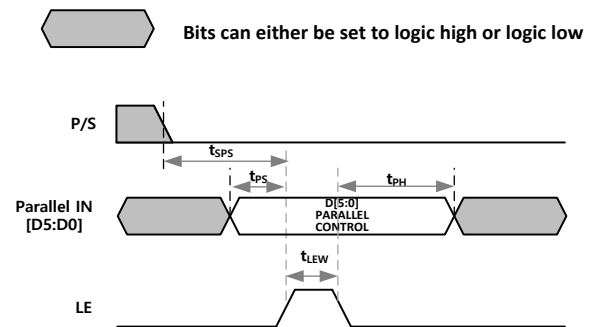 Bits can either be set to logic high or logic low
P/S
tSPS
tPS
tPH
Parallel IN
[D5:D0]
D[5:0]
PARALLEL
CONTROL
tLEW
LE